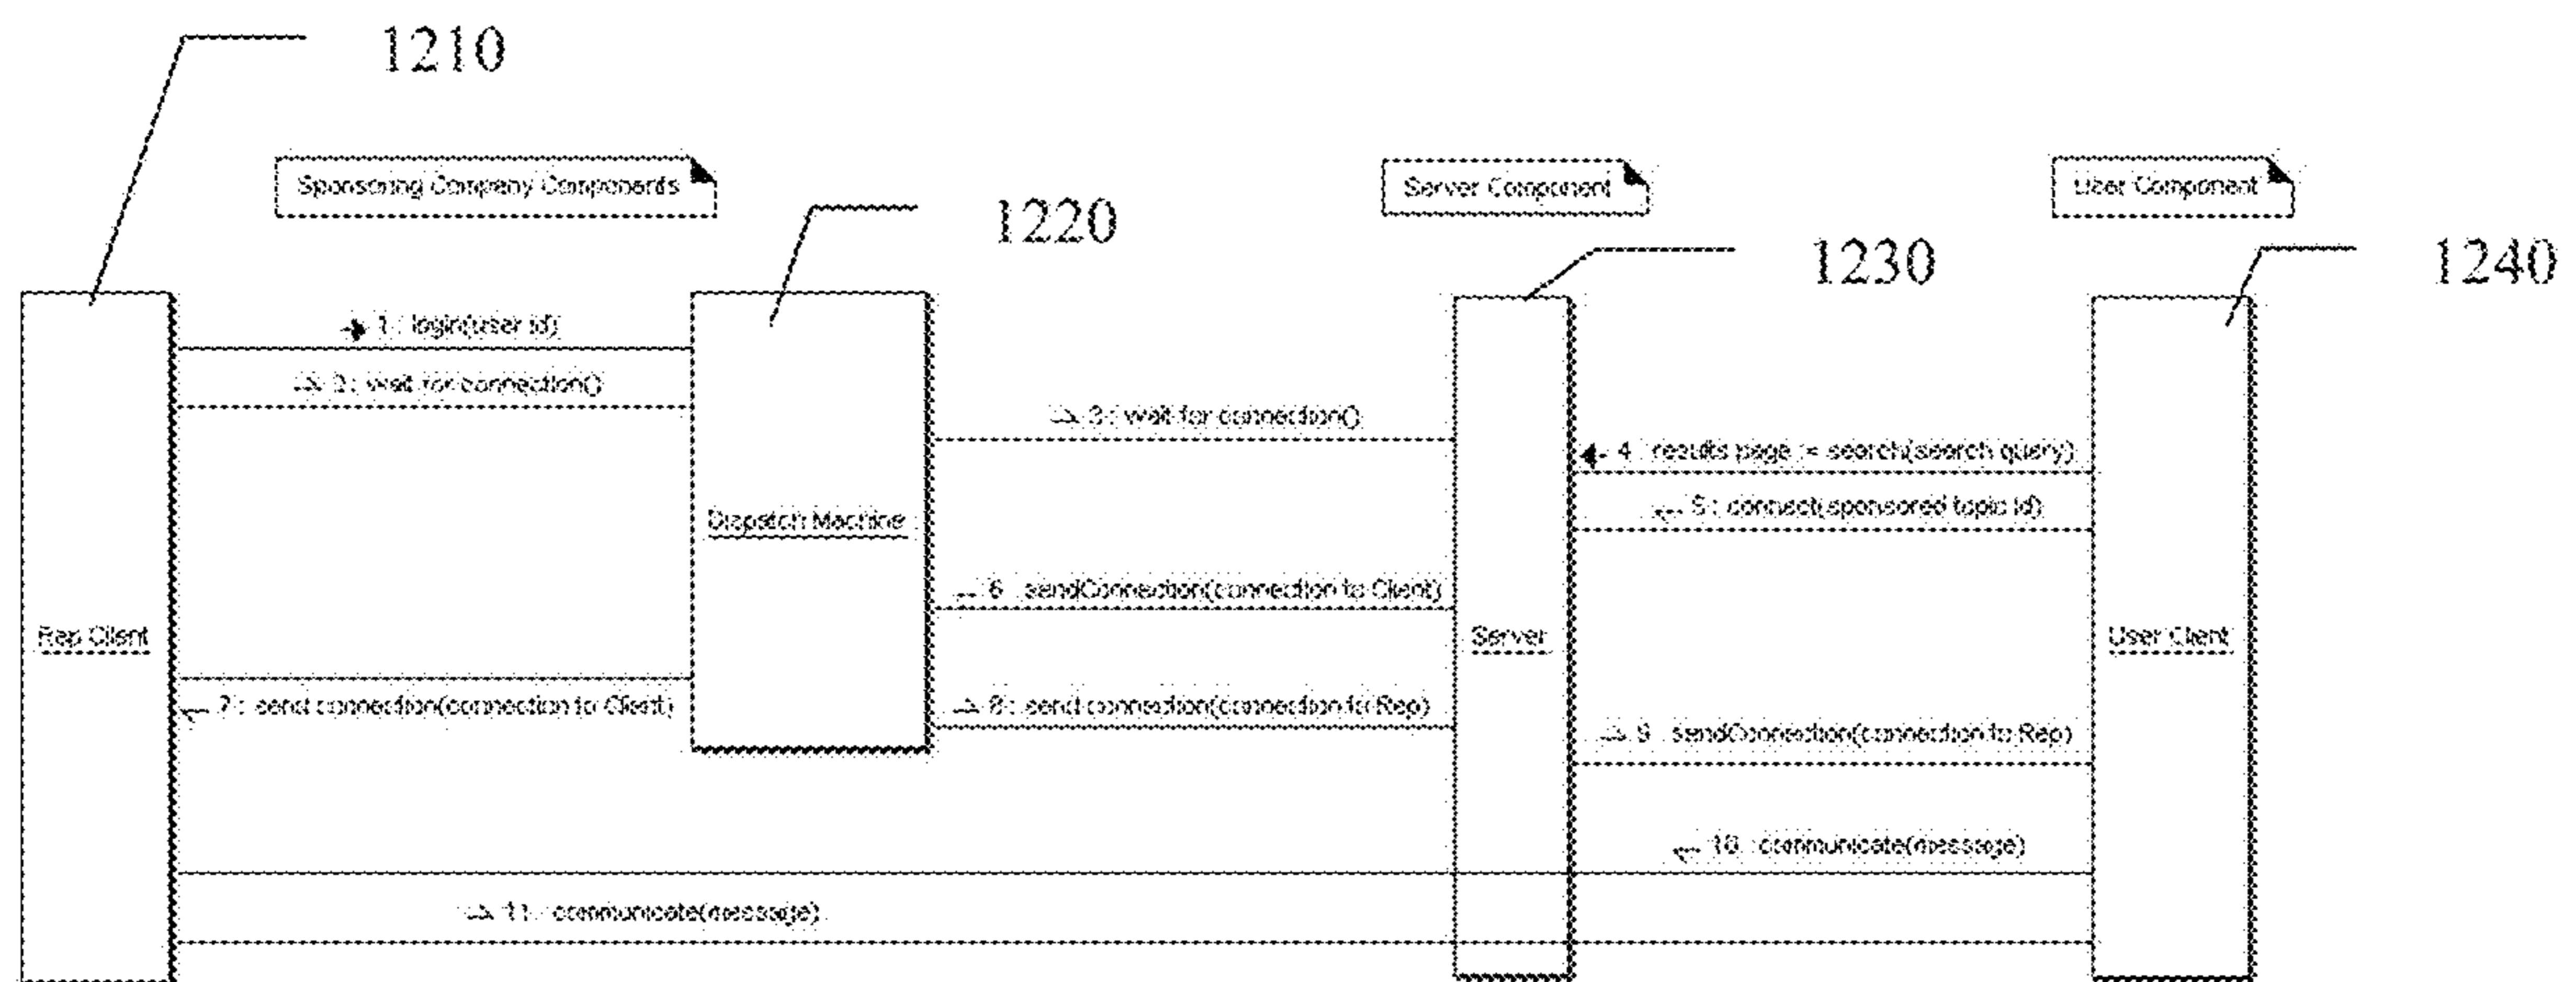 1210
Sponsoring Company Components
Server Component
User Component
1220
1230
1240
1 : login(user id)
2 : wait for connection()
3 : wait for connection()
4 : results page := search(search query)
5 : connect(sponsored topic id)
Dispatch Machine
6 : sendConnection(connection to Client)
Rep Client
Server
User Client
7 : send connection(connection to Client)
8 : send connection(connection to Rep)
9 : sendConnection(connection to Rep)
10 : communicate(message)
11 : communicate(message)